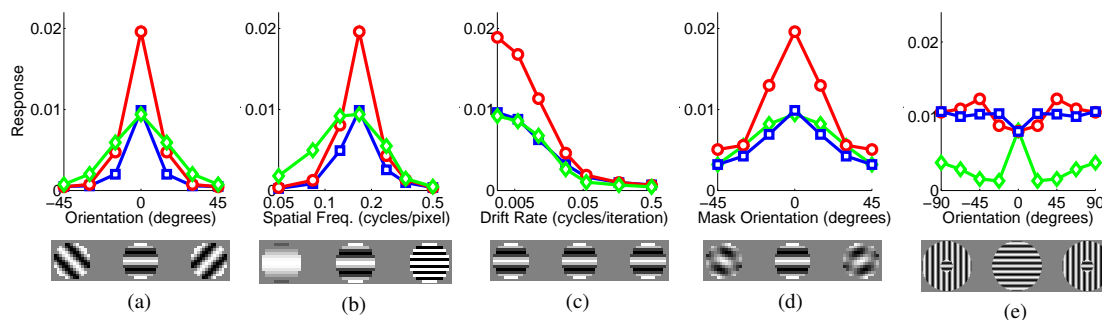 Response
0.02
0.01
0
−45 0 45
Orientation (degrees)
(a)
0.02
0.01
0
0.05 0.1 0.2 0.5
Spatial Freq. (cycles/pixel)
(b)
0.02
0.01
0
0.005 0.05 0.5
Drift Rate (cycles/iteration)
(c)
0.02
0.01
0
−45 0 45
Mask Orientation (degrees)
(d)
0.02
0.01
0
−90 −45 0 45 90
Orientation (degrees)
(e)